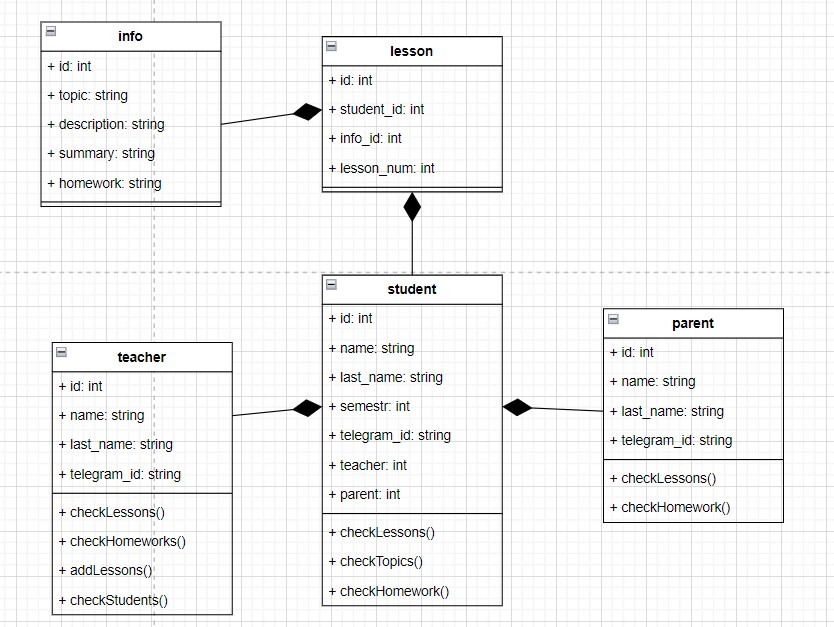 info
+ id: int
+ topic: string
+ description: string
+ summary: string
+ homework: string
lesson
+ id: int
+ student_id: int
+ info_id: int
+ lesson_num: int
student
+ id: int
+ name: string
+ last_name: string
+ semestr: int
+ telegram_id: string
+ teacher: int
+ parent: int
+ checkLessons()
+ checkTopics()
+ checkHomework()
teacher
+ id: int
+ name: string
+ last_name: string
+ telegram_id: string
+ checkLessons()
+ checkHomeworks()
+ addLessons()
+ checkStudents()
parent
+ id: int
+ name: string
+ last_name: string
+ telegram_id: string
+ checkLessons()
+ checkHomework()